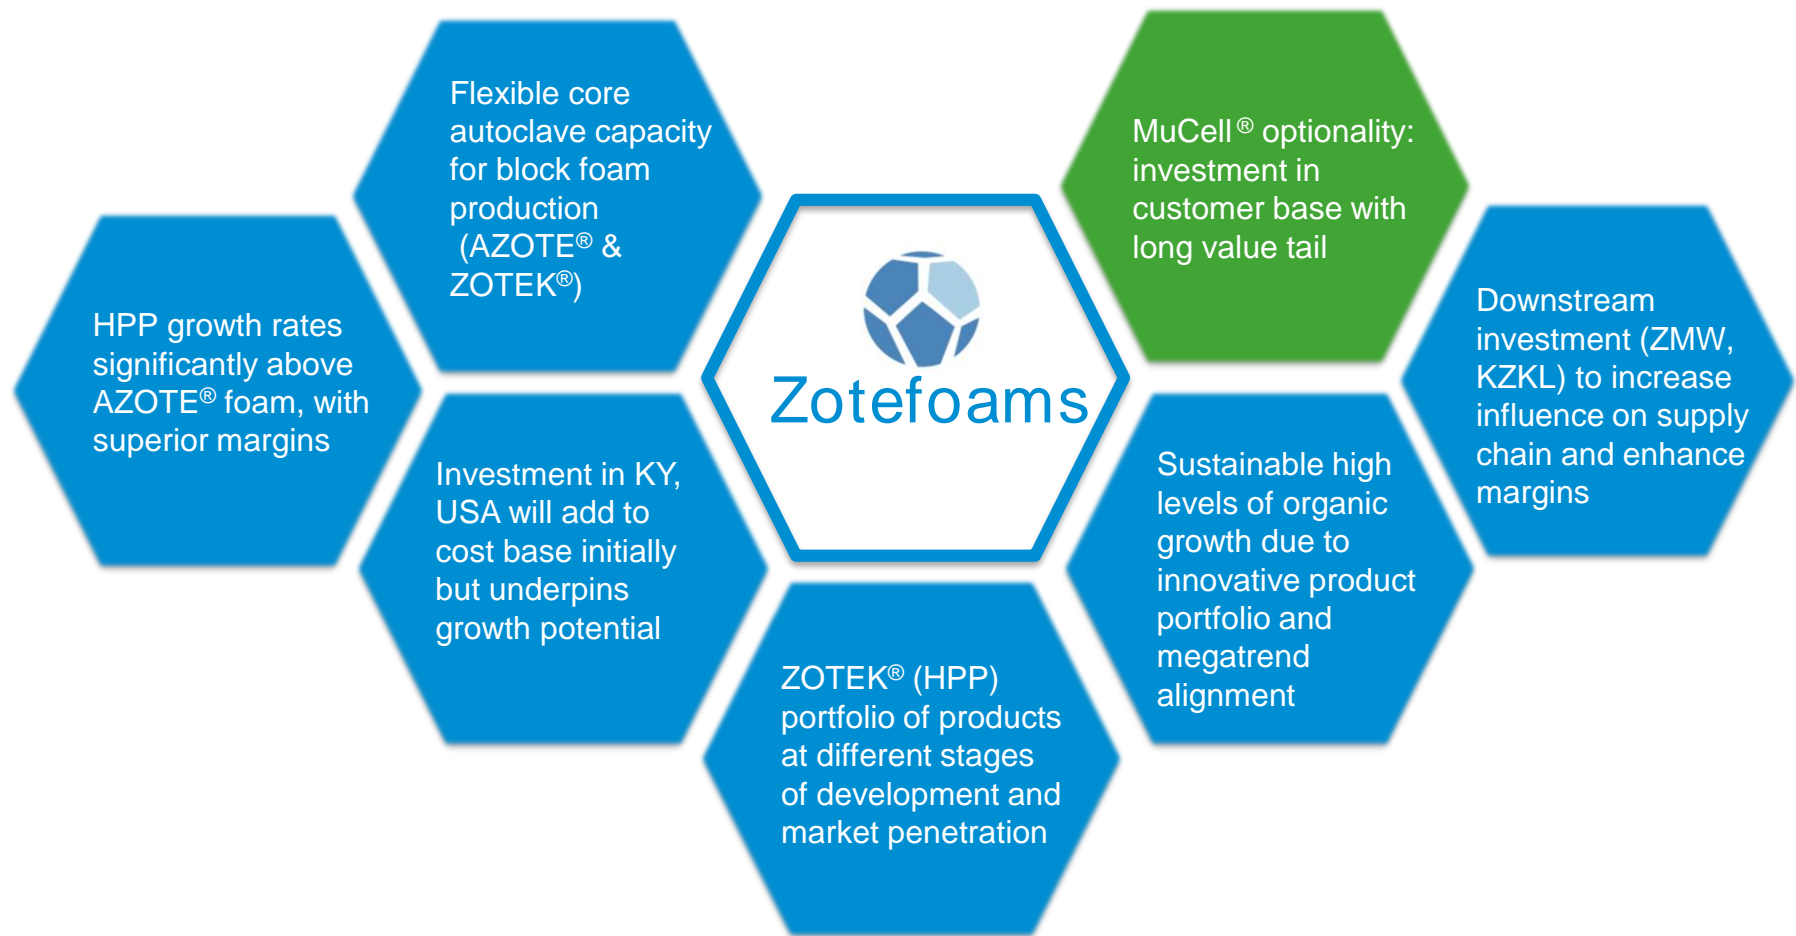 HPP growth rates
significantly above
AZOTE® foam, with
superior margins
Flexible core
autoclave capacity
for block foam
production
(AZOTE® &
ZOTEK®)
Investment in KY,
USA will add to
cost base initially
but underpins
growth potential
Zotefoams
ZOTEK® (HPP)
portfolio of products
at different stages
of development and
market penetration
MuCell® optionality:
investment in
customer base with
long value tail
Sustainable high
levels of organic
growth due to
innovative product
portfolio and
megatrend
alignment
Downstream
investment (ZMW,
KZKL) to increase
influence on supply
chain and enhance
margins